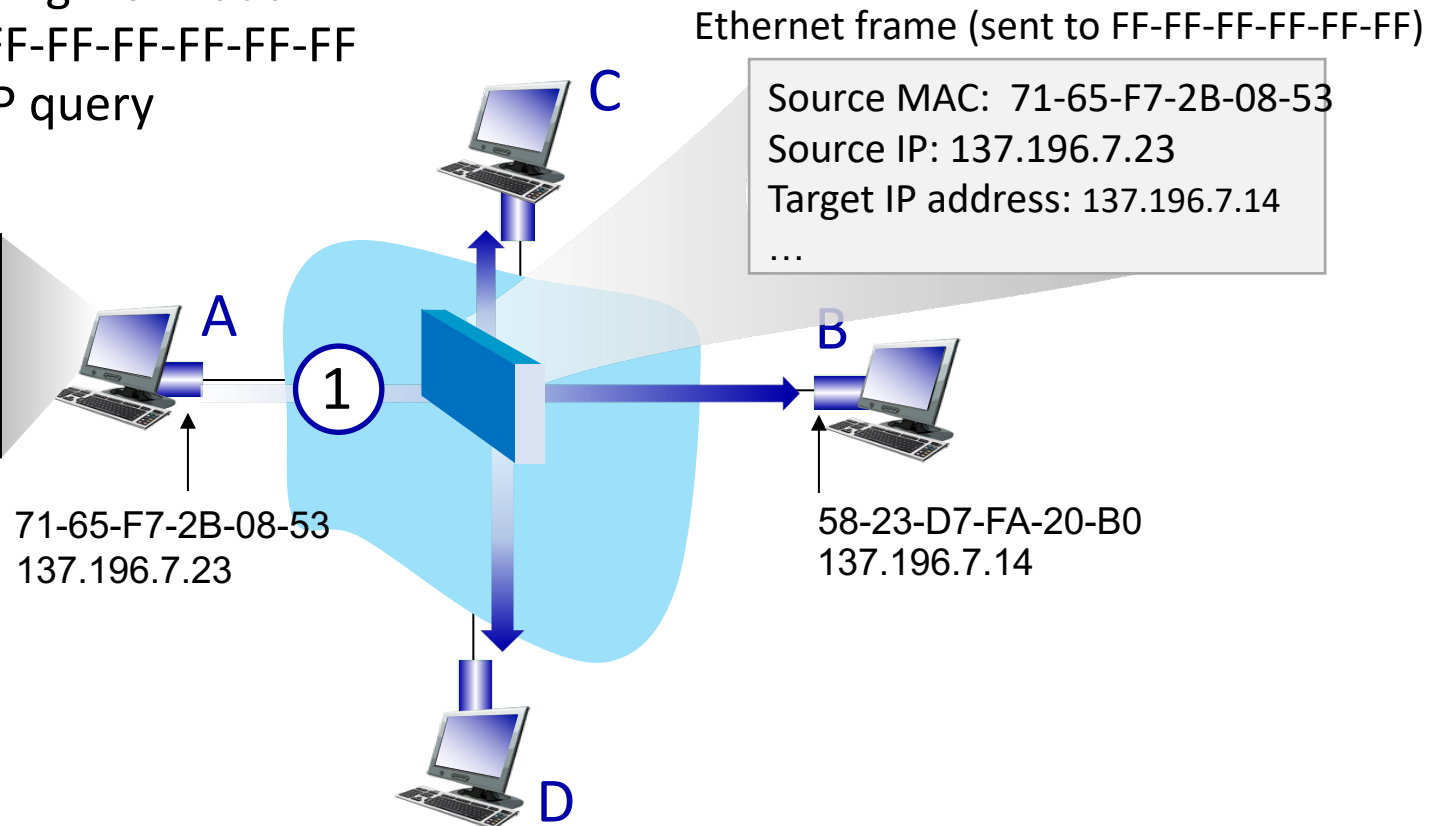 FF-FF-FF-FF-FF
query
Ethernet frame (sent to FF-FF-FF-FF-FF-FF)
Source MAC: 71-65-F7-2B-08-53
Source IP: 137.196.7.23
Target IP address: 137.196.7.14
…
C
A
B
1
71-65-F7-2B-08-53
137.196.7.23
58-23-D7-FA-20-B0
137.196.7.14
D